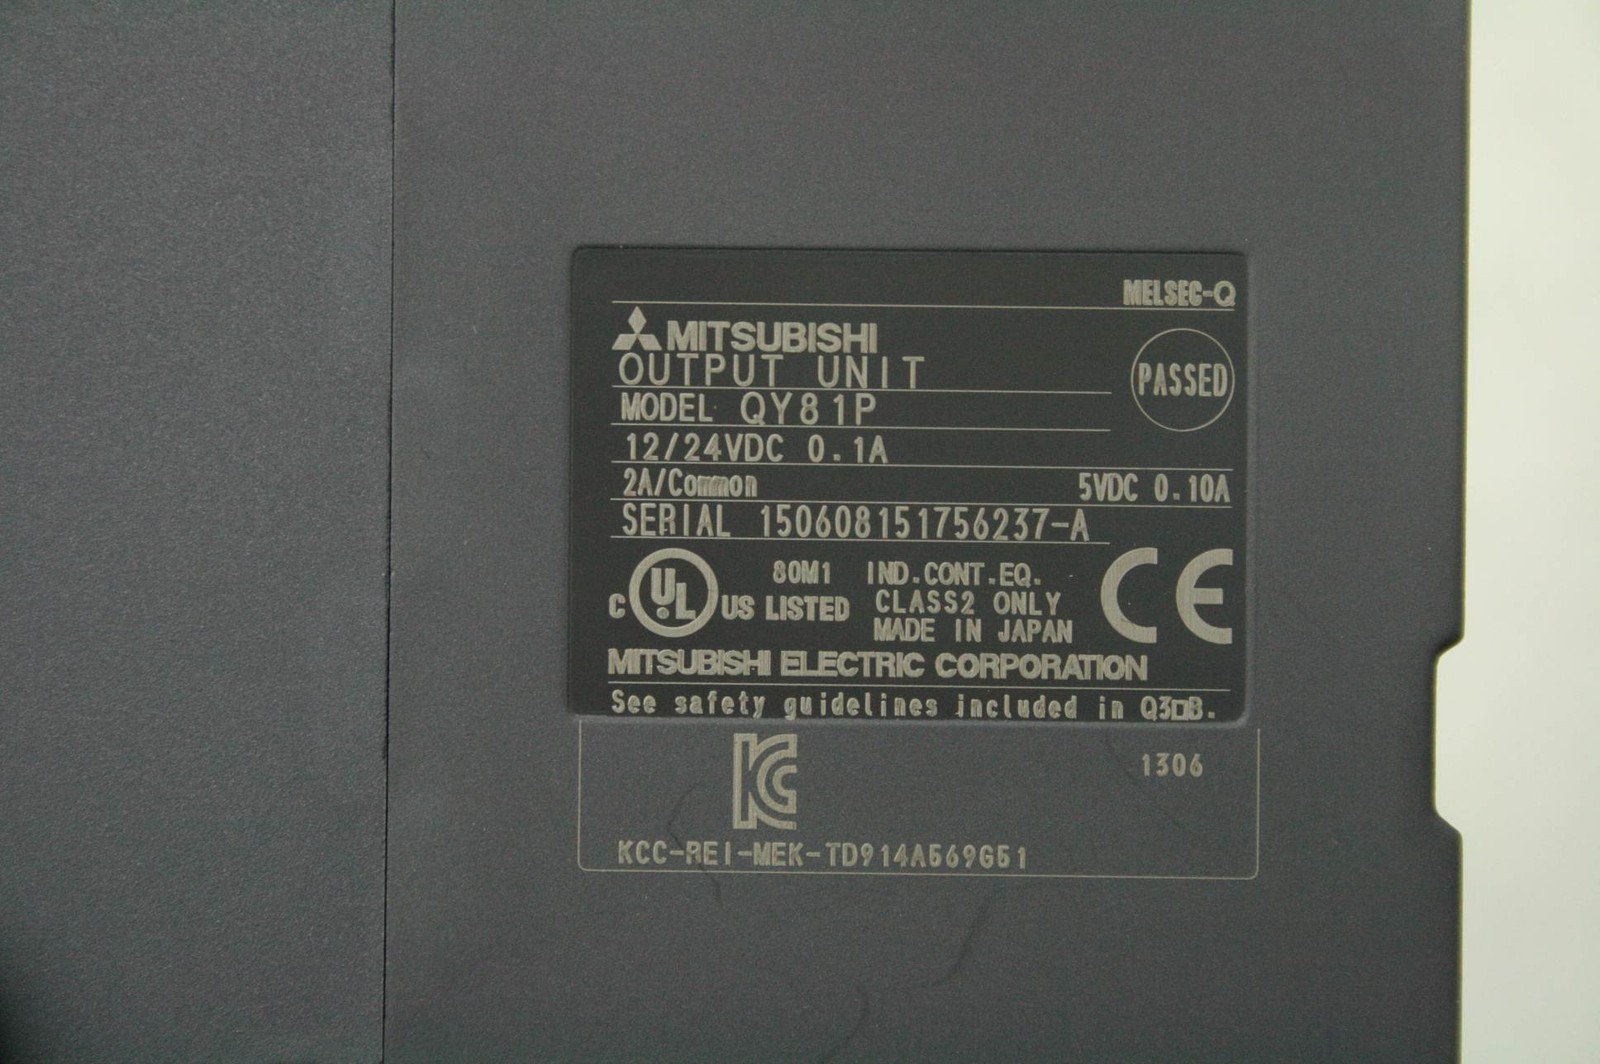 MELSEC-Q
MITSUBISHI
OUTPUT UNIT
PASSED
MODEL QY81P
12/24VDC 0.1A
2A/Common 5VDC 0.10A
SERIAL 150608151756237-A
C UL US LISTED 80M1 IND.CONT.EQ.
CLASS2 ONLY
MADE IN JAPAN
CE
MITSUBISHI ELECTRIC CORPORATION
See safety guidelines included in Q3□B.
KC 1306
KCC-REI-MEK-TD914A569G51